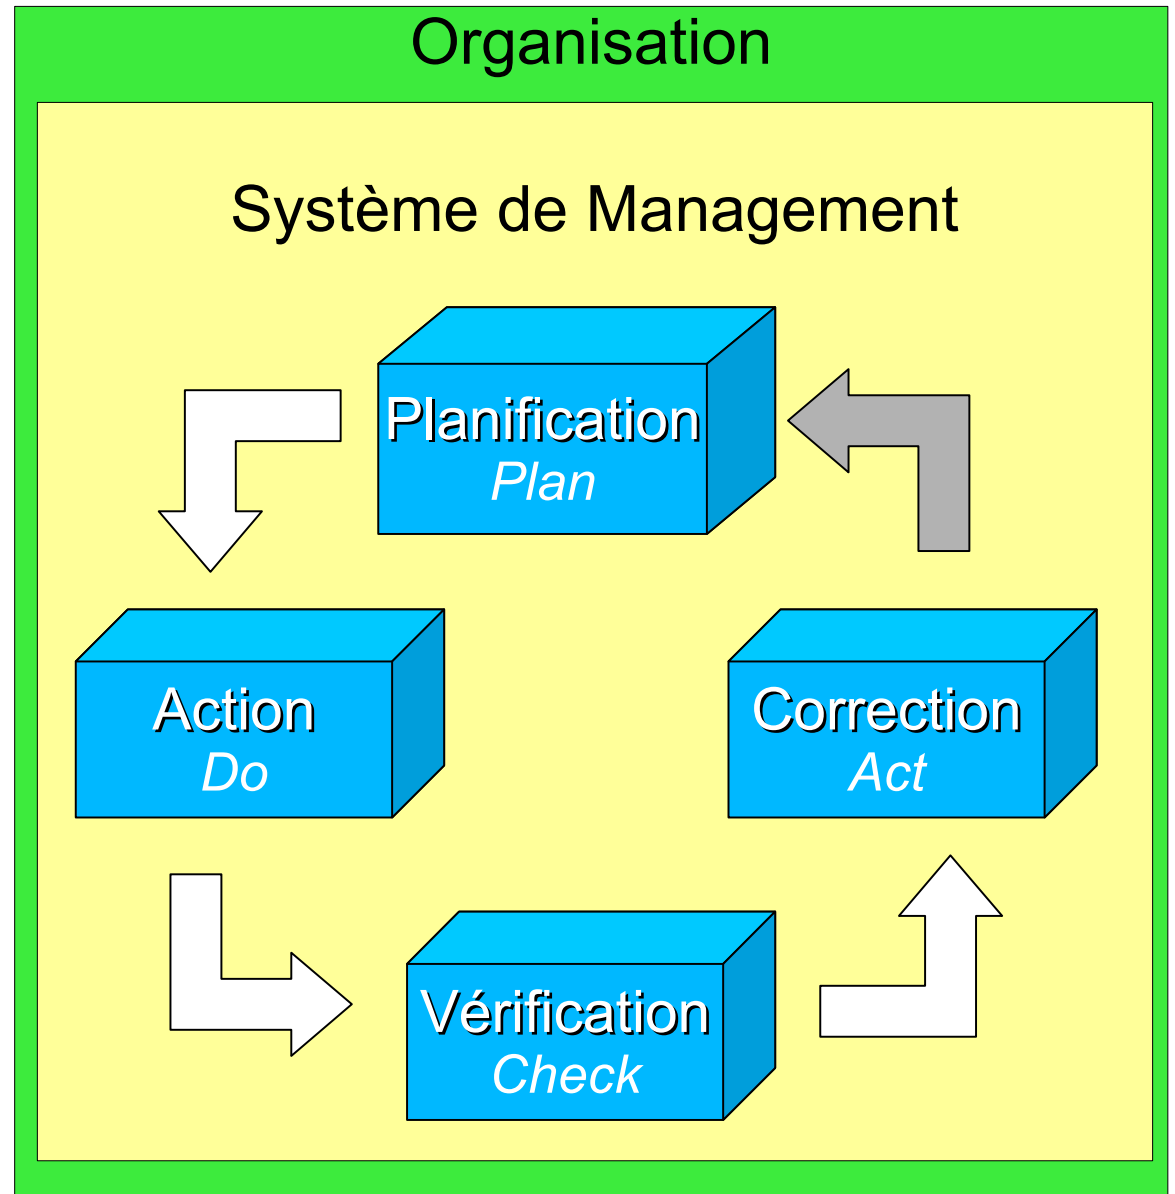 Organisation
Système de Management
Planification
Plan
Action
Do
Correction
Act
Vérification
Check